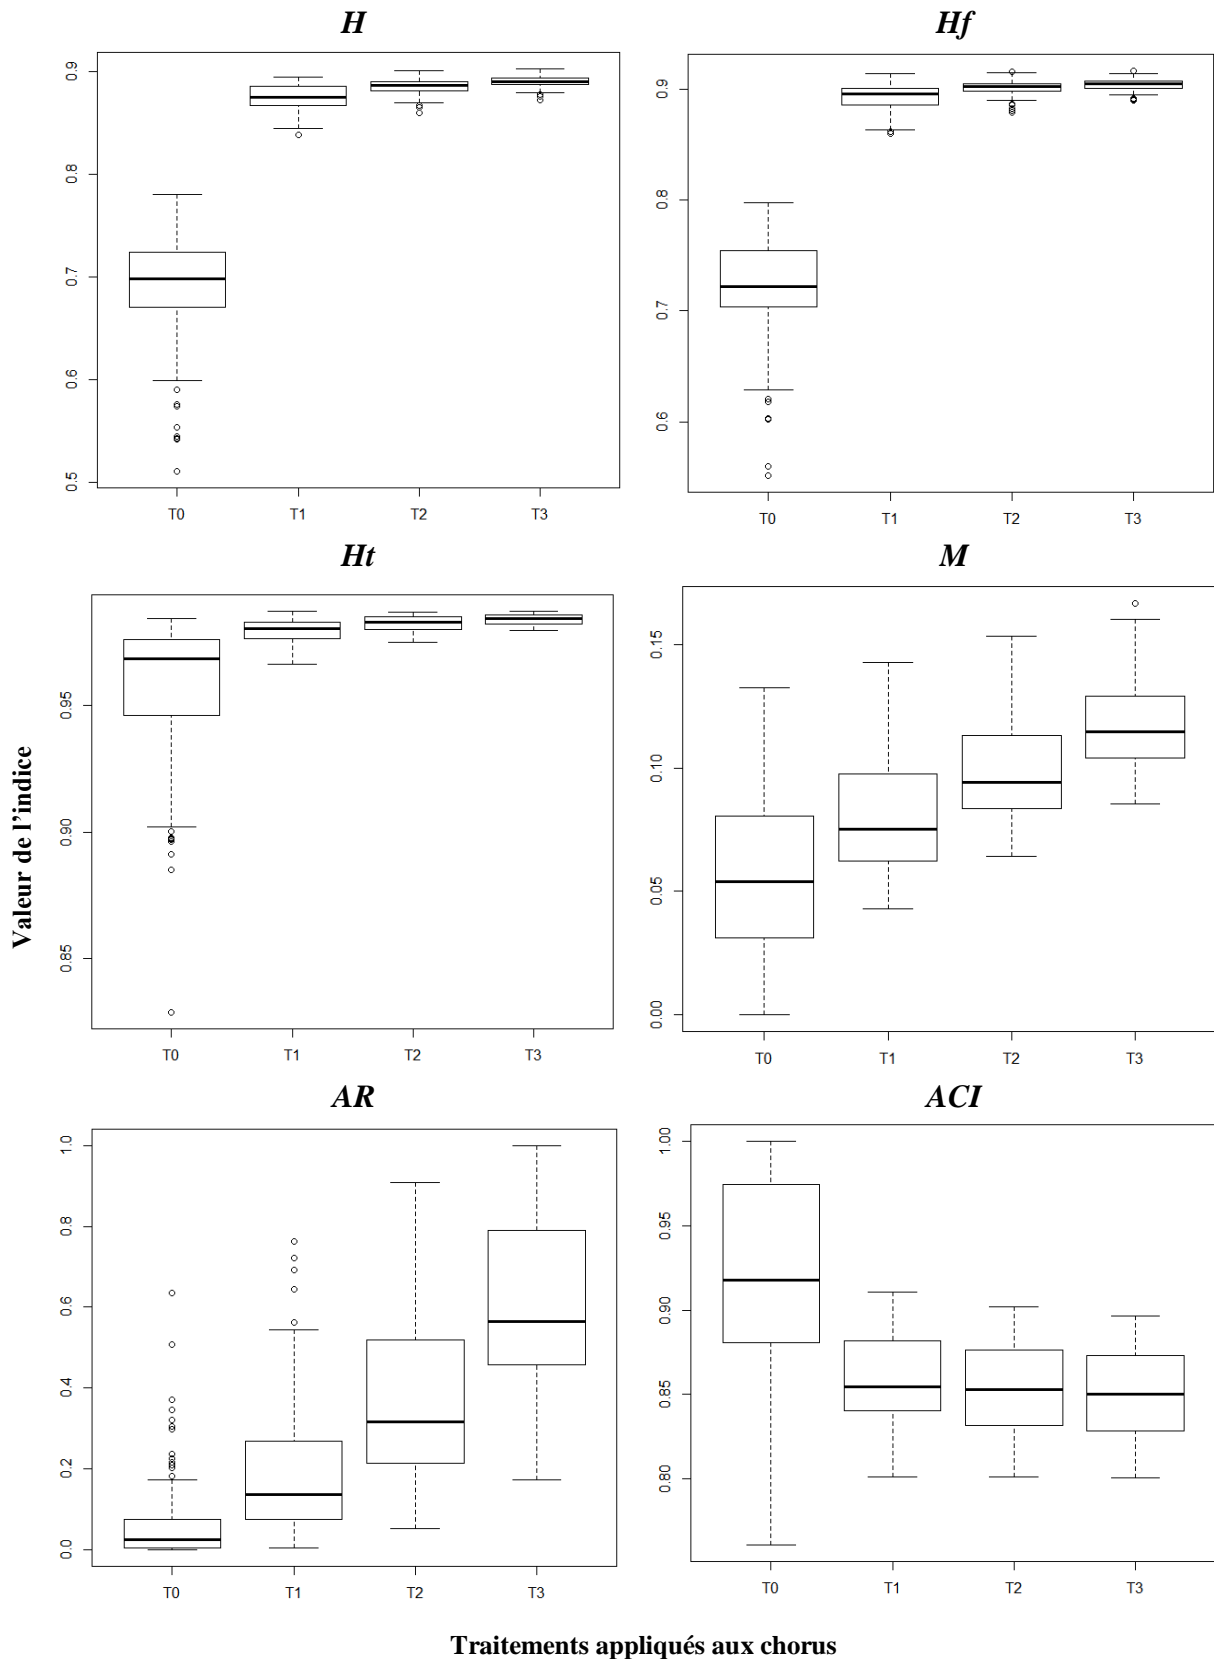 H
0.9
0.8
0.7
0.6
0.5
T0 T1 T2 T3
Hf
0.9
0.8
0.7
0.6
T0 T1 T2 T3
Valeur de l'indice
Ht
0.95
0.90
0.85
T0 T1 T2 T3
M
0.15
0.10
0.05
0.00
T0 T1 T2 T3
AR
1.0
0.8
0.6
0.4
0.2
0.0
T0 T1 T2 T3
ACI
1.00
0.95
0.90
0.85
0.80
T0 T1 T2 T3
Traitements appliqués aux chorus